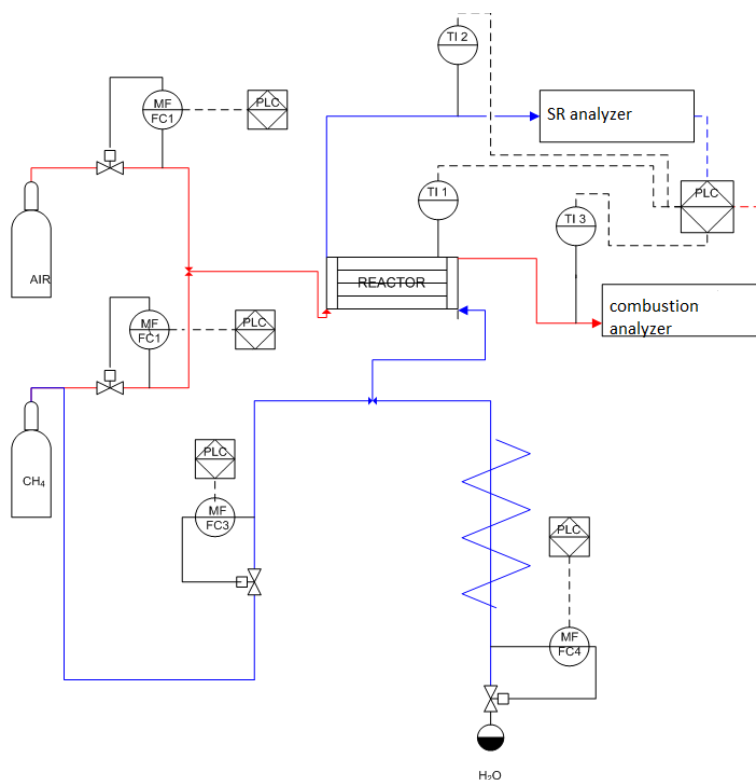 TI 2
MF
FC1
PLC
SR analyzer
TI 1
PLC
TI 3
AIR
REACTOR
MF
FC1
PLC
combustion
analyzer
PLC
CH₄
MF
FC3
PLC
MF
FC4
H₂O